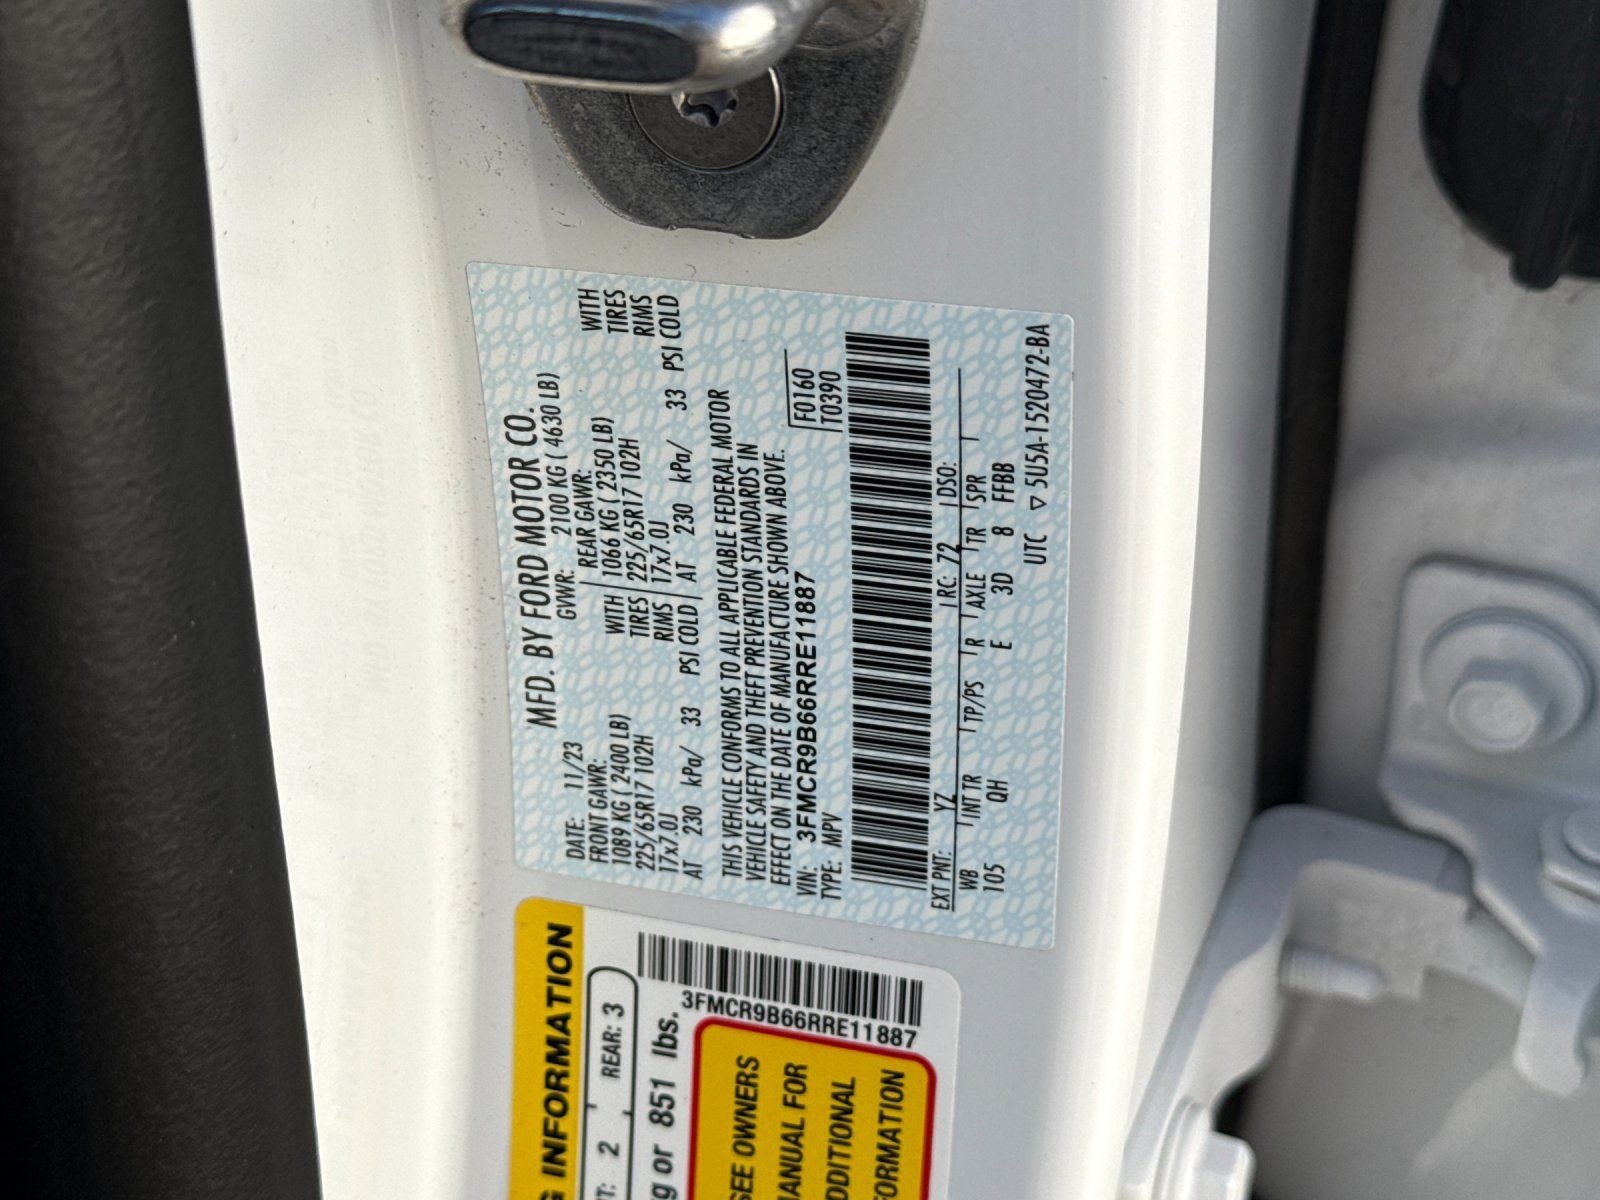 MFD. BY FORD MOTOR CO.
DATE: 11/23 GVWR: 2100 KG ( 4630 LB)
FRONT GAWR: REAR GAWR: WITH
1089 KG ( 2400 LB) WITH 1066 KG ( 2350 LB) TIRES
225/65R17 102H TIRES 225/65R17 102H RIMS
17x7.0J RIMS 17x7.0J PSI COLD
AT 230 kPa/ 33 PSI COLD AT 230 kPa/ 33
THIS VEHICLE CONFORMS TO ALL APPLICABLE FEDERAL MOTOR
VEHICLE SAFETY AND THEFT PREVENTION STANDARDS IN
EFFECT ON THE DATE OF MANUFACTURE SHOWN ABOVE.
VIN: 3FMCR9B66RRE11887 F0160
TYPE: MPV T0390
EXT PNT: YZ RC: 72 DSO:
WB INT TR TP/PS R AXLE TR SPR
105 QH E 3D 8 FFBB
UTC ▽ 5U5A-1520472-BA
G INFORMATION
T: 2 REAR: 3
g or 851 lbs.
3FMCR9B66RRE11887
SEE OWNERS
MANUAL FOR
ADDITIONAL
INFORMATION